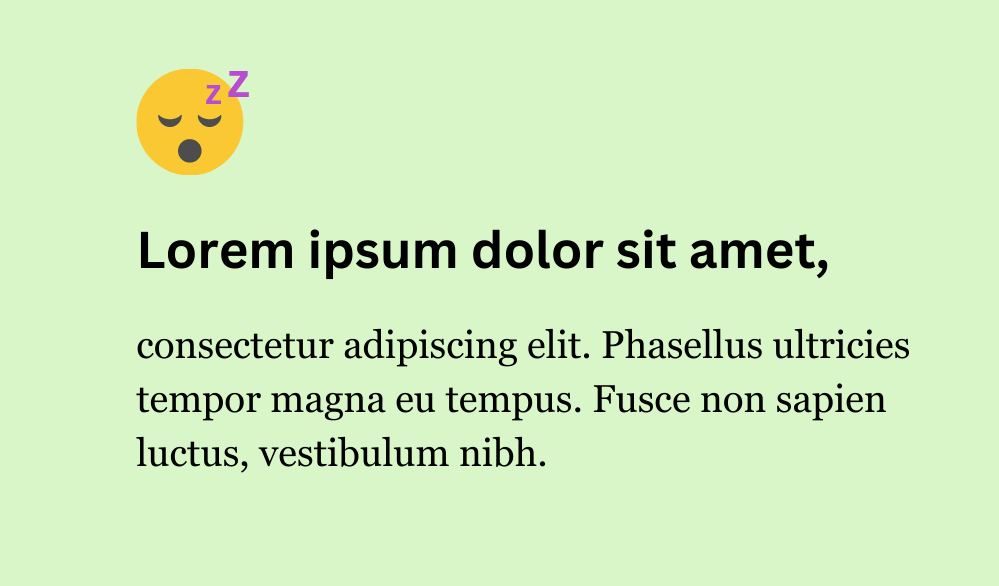 z Z
Lorem ipsum dolor sit amet,
consectetur adipiscing elit. Phasellus ultricies
tempor magna eu tempus. Fusce non sapien
luctus, vestibulum nibh.